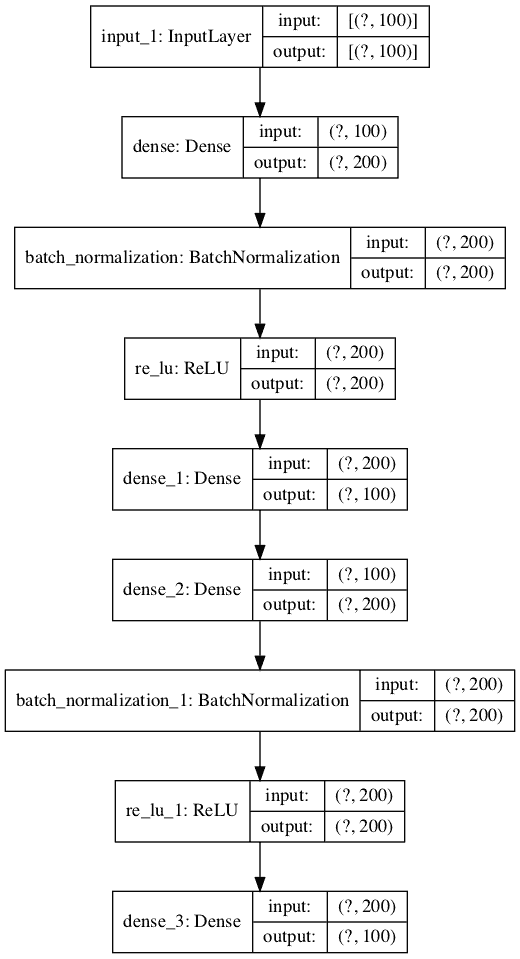 input_1: InputLayer
input: [(?, 100)]
output: [(?, 100)]
dense: Dense
input: (?, 100)
output: (?, 200)
batch_normalization: BatchNormalization
input: (?, 200)
output: (?, 200)
re_lu: ReLU
input: (?, 200)
output: (?, 200)
dense_1: Dense
input: (?, 200)
output: (?, 100)
dense_2: Dense
input: (?, 100)
output: (?, 200)
batch_normalization_1: BatchNormalization
input: (?, 200)
output: (?, 200)
re_lu_1: ReLU
input: (?, 200)
output: (?, 200)
dense_3: Dense
input: (?, 200)
output: (?, 100)